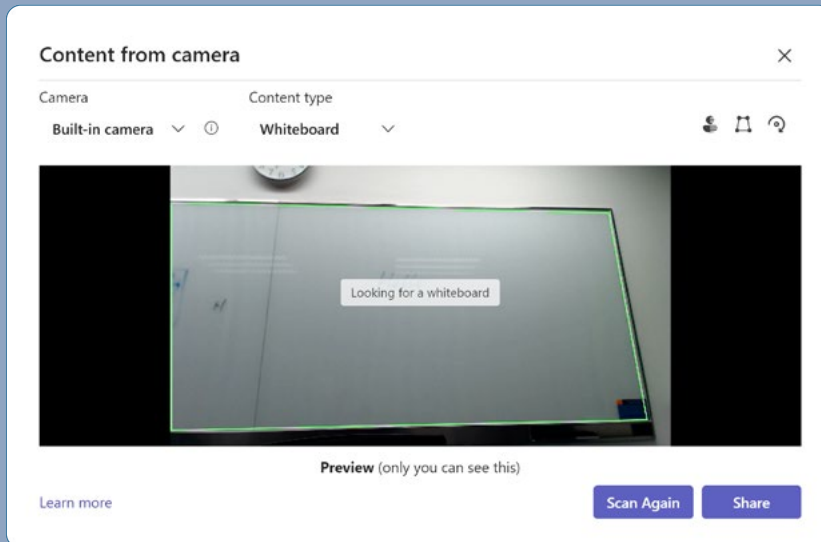 Content from camera
Camera
Content type
Built-in camera
Whiteboard
Looking for a whiteboard
Preview (only you can see this)
Learn more
Scan Again
Share